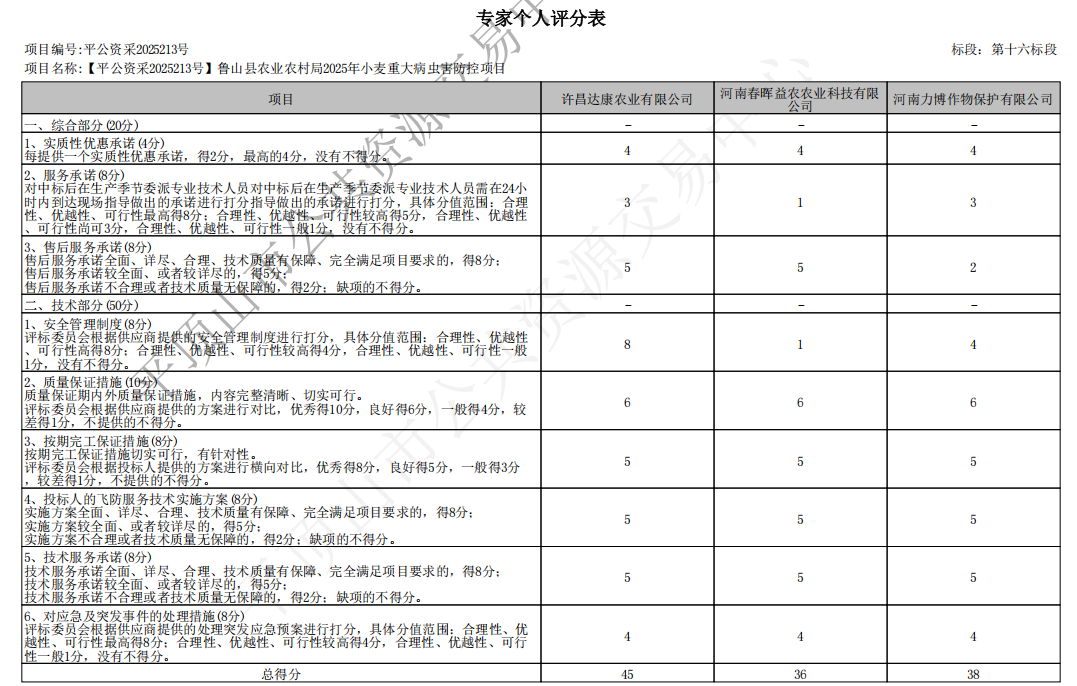 专家个人评分表
项目编号:平公资采2025213号
标段: 第十六标段
项目名称:【平公资采2025213号】鲁山县农业农村局2025年小麦重大病虫害防控项目
项目 许昌达康农业有限公司 河南春晖益农农业科技有限公司 河南力博作物保护有限公司
一、综合部分(20分) - - -
1、实质性优惠承诺(4分)
每提供一个实质性优惠承诺，得2分，最高的4分，没有不得分。
4 4 4
2、服务承诺(8分)
对中标后在生产季节委派专业技术人员对中标后在生产季节委派专业技术人员需在24小
时内到达现场指导做出的承诺进行打分指导做出的承诺进行打分，具体分值范围：合理
性、优越性、可行性最高得8分；合理性、优越性、可行性较高得5分，合理性、优越性
、可行性尚可3分，合理性、优越性、可行性一般1分，没有不得分。
3 1 3
3、售后服务承诺(8分)
售后服务承诺全面、详尽、合理、技术质量有保障、完全满足项目要求的，得8分；
售后服务承诺较全面、或者较详尽的，得5分；
售后服务承诺不合理或者技术质量无保障的，得2分；缺项的不得分。
5 5 2
二、技术部分(50分) - - -
1、安全管理制度(8分)
评标委员会根据供应商提供的安全管理制度进行打分，具体分值范围：合理性、优越性
、可行性高得8分；合理性、优越性、可行性较高得4分，合理性、优越性、可行性一般
1分，没有不得分。
8 1 4
2、质量保证措施(10分)
质量保证期内外质量保证措施，内容完整清晰、切实可行。
评标委员会根据供应商提供的方案进行对比，优秀得10分，良好得6分，一般得4分，较
差得1分，不提供的不得分。
6 6 6
3、按期完工保证措施(8分)
按期完工保证措施切实可行，有针对性。
评标委员会根据投标人提供的方案进行横向对比，优秀得8分，良好得5分，一般得3分
，较差得1分，不提供的不得分。
5 5 5
4、投标人的飞防服务技术实施方案(8分)
实施方案全面、详尽、合理、技术质量有保障、完全满足项目要求的，得8分；
实施方案较全面、或者较详尽的，得5分；
实施方案不合理或者技术质量无保障的，得2分；缺项的不得分。
5 5 5
5、技术服务承诺(8分)
技术服务承诺全面、详尽、合理、技术质量有保障、完全满足项目要求的，得8分；
技术服务承诺较全面、或者较详尽的，得5分；
技术服务承诺不合理或者技术质量无保障的，得2分；缺项的不得分。
5 5 5
6、对应急及突发事件的处理措施(8分)
评标委员会根据供应商提供的处理突发应急预案进行打分，具体分值范围：合理性、优
越性、可行性最高得8分；合理性、优越性、可行性较高得4分，合理性、优越性、可行
性一般1分，没有不得分。
4 4 4
总得分 45 36 38
平顶山市公共资源交易中心
平顶山市公共资源交易中心